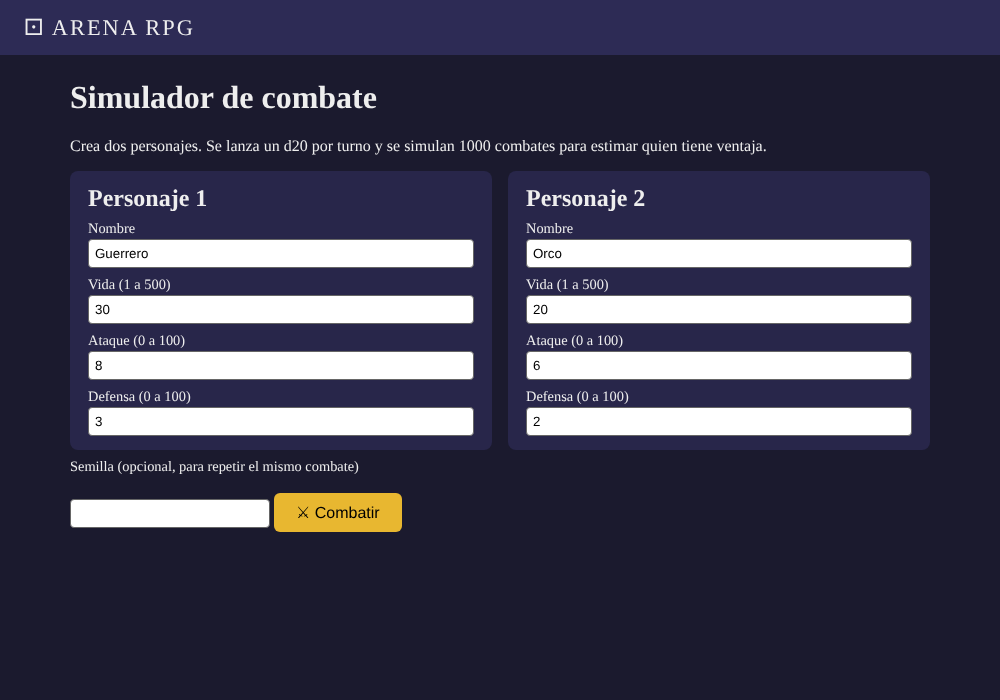 ⚀ ARENA RPG
Simulador de combate
Crea dos personajes. Se lanza un d20 por turno y se simulan 1000 combates para estimar quien tiene ventaja.
Personaje 1
Nombre
Guerrero
Vida (1 a 500)
30
Ataque (0 a 100)
8
Defensa (0 a 100)
3
Personaje 2
Nombre
Orco
Vida (1 a 500)
20
Ataque (0 a 100)
6
Defensa (0 a 100)
2
Semilla (opcional, para repetir el mismo combate)
⚔ Combatir